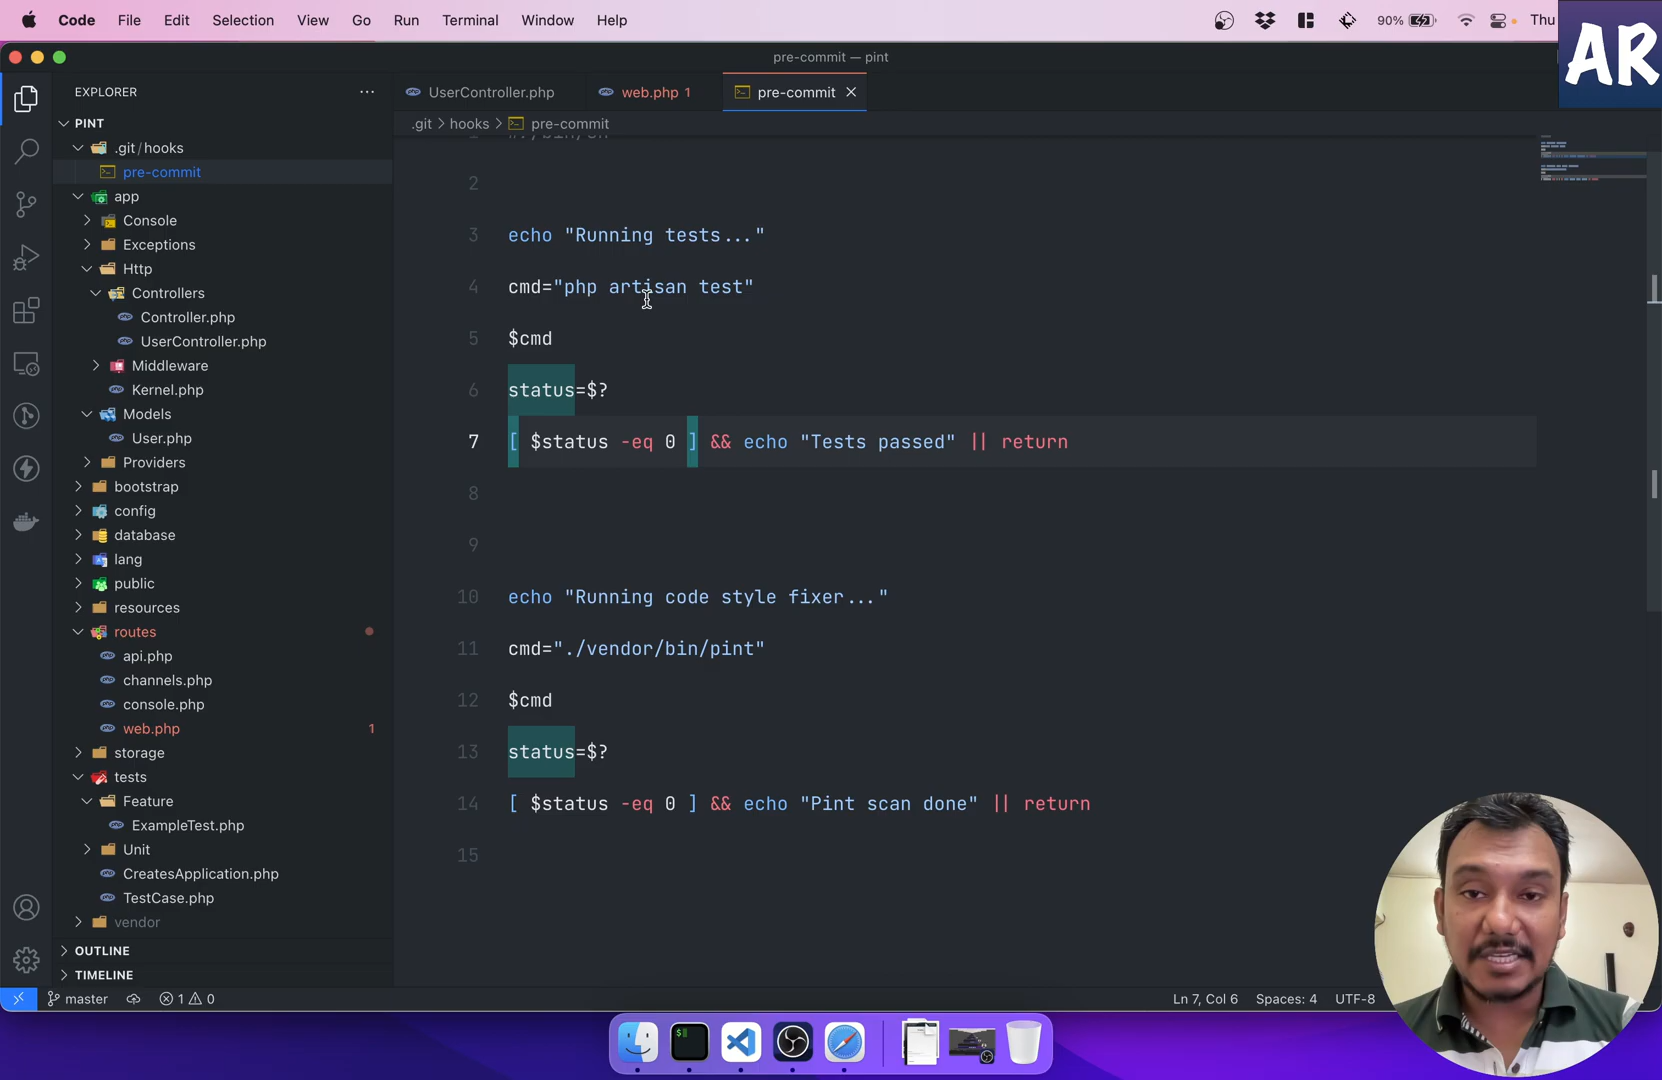 Code File Edit Selection View Go Run Terminal Window Help
90% Thu
AR
pre-commit — pint
EXPLORER
UserController.php
web.php 1
pre-commit
.git > hooks > pre-commit
PINT
.git / hooks
pre-commit
app
Console
Exceptions
Http
Controllers
Controller.php
UserController.php
Middleware
Kernel.php
Models
User.php
Providers
bootstrap
config
database
lang
public
resources
routes
api.php
channels.php
console.php
web.php 1
storage
tests
Feature
ExampleTest.php
Unit
CreatesApplication.php
TestCase.php
vendor
OUTLINE
TIMELINE
2
3 echo "Running tests..."
4 cmd="php artisan test"
5 $cmd
6 status=$?
7 [ $status -eq 0 ] && echo "Tests passed" || return
8
9
10 echo "Running code style fixer..."
11 cmd="./vendor/bin/pint"
12 $cmd
13 status=$?
14 [ $status -eq 0 ] && echo "Pint scan done" || return
15
master 1 0
Ln 7, Col 6 Spaces: 4 UTF-8